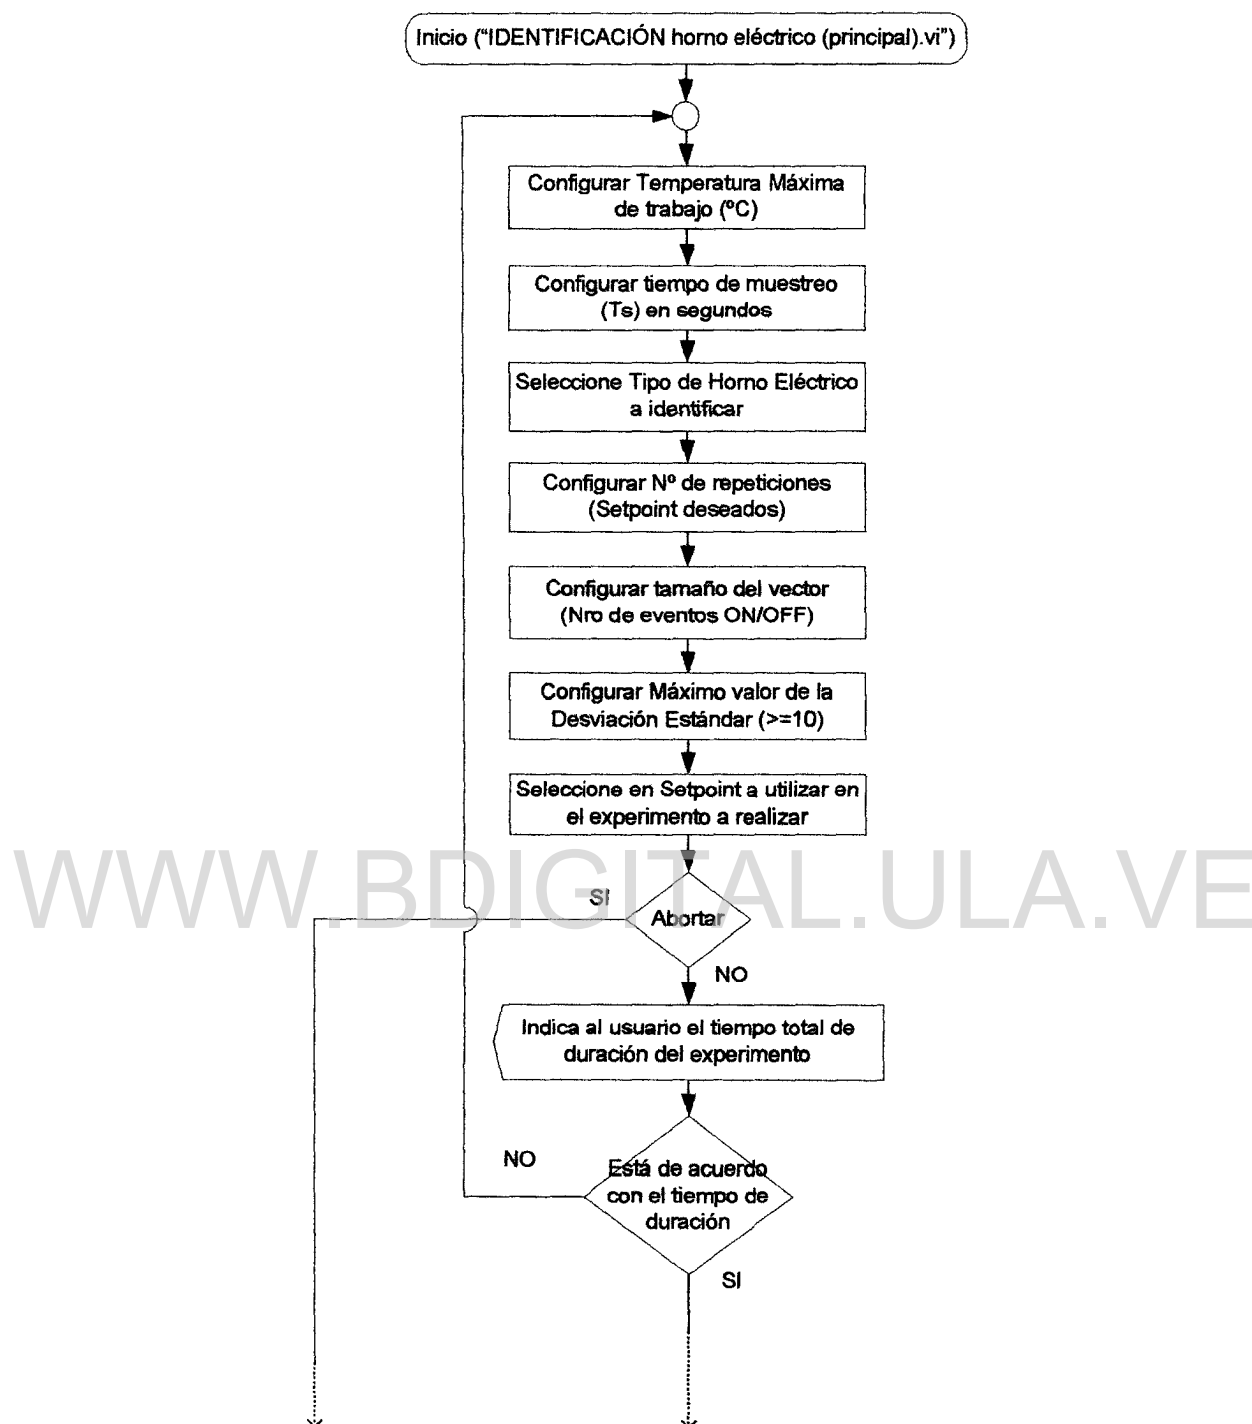 Inicio ("IDENTIFICACIÓN horno eléctrico (principal).vi")
Configurar Temperatura Máxima
de trabajo (ºC)
Configurar tiempo de muestreo
(Ts) en segundos
Seleccione Tipo de Horno Eléctrico
a identificar
Configurar Nº de repeticiones
(Setpoint deseados)
Configurar tamaño del vector
(Nro de eventos ON/OFF)
Configurar Máximo valor de la
Desviación Estándar (>=10)
Seleccione en Setpoint a utilizar en
el experimento a realizar
WWW.BDIGITAL.ULA.VE
SI
Abortar
NO
Indica al usuario el tiempo total de
duración del experimento
NO
Está de acuerdo
con el tiempo de
duración
SI